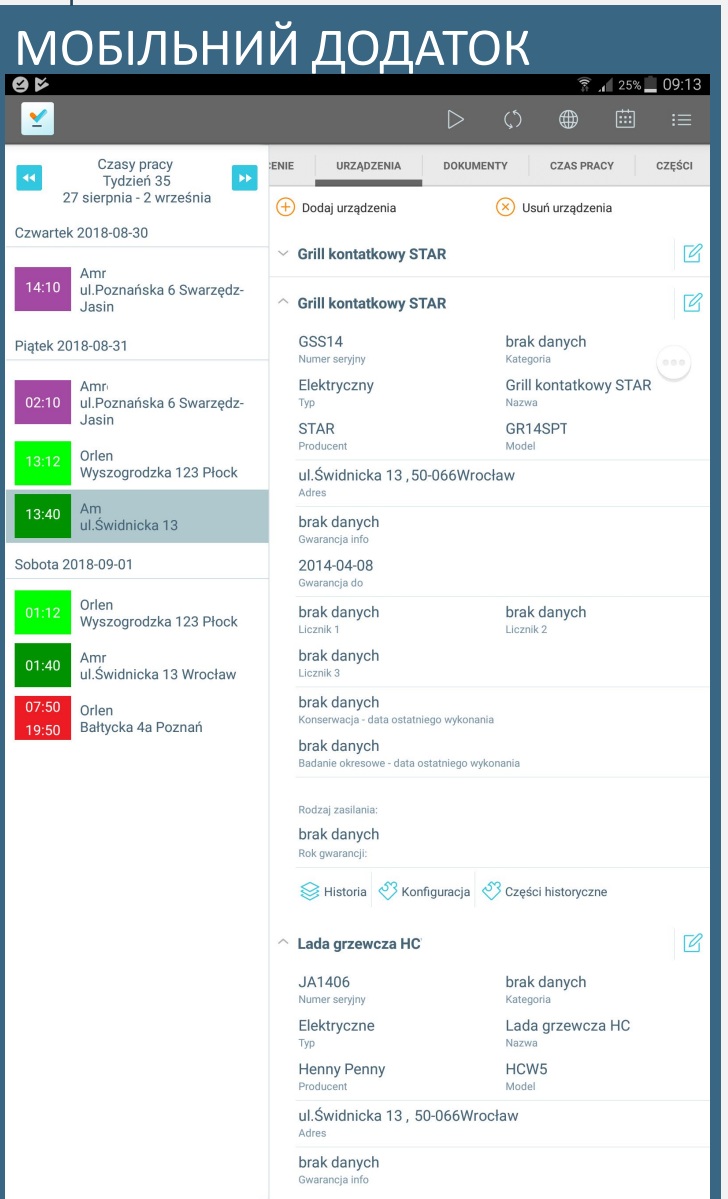 МОБІЛЬНИЙ ДОДАТОК
25% 09:13
Czasy pracy
Tydzień 35
27 sierpnia - 2 września
Czwartek 2018-08-30
14:10 Amr
ul.Poznańska 6 Swarzędz-
Jasin
Piątek 2018-08-31
02:10 Amr
ul.Poznańska 6 Swarzędz-
Jasin
13:12 Orlen
Wyszogrodzka 123 Płock
13:40 Am
ul.Świdnicka 13
Sobota 2018-09-01
01:12 Orlen
Wyszogrodzka 123 Płock
01:40 Amr
ul.Świdnicka 13 Wrocław
07:50 Orlen
19:50 Bałtycka 4a Poznań
ENIE URZĄDZENIA DOKUMENTY CZAS PRACY CZĘŚCI
Dodaj urządzenia Usuń urządzenia
Grill kontatkowy STAR
Grill kontatkowy STAR
GSS14 brak danych
Numer seryjny Kategoria
Elektryczny Grill kontatkowy STAR
Typ Nazwa
STAR GR14SPT
Producent Model
ul.Świdnicka 13 ,50-066Wrocław
Adres
brak danych
Gwarancja info
2014-04-08
Gwarancja do
brak danych brak danych
Licznik 1 Licznik 2
brak danych
Licznik 3
brak danych
Konserwacja - data ostatniego wykonania
brak danych
Badanie okresowe - data ostatniego wykonania
Rodzaj zasilania:
brak danych
Rok gwarancji:
Historia Konfiguracja Części historyczne
Lada grzewcza HC
JA1406 brak danych
Numer seryjny Kategoria
Elektryczne Lada grzewcza HC
Typ Nazwa
Henny Penny HCW5
Producent Model
ul.Świdnicka 13 , 50-066Wrocław
Adres
brak danych
Gwarancja info